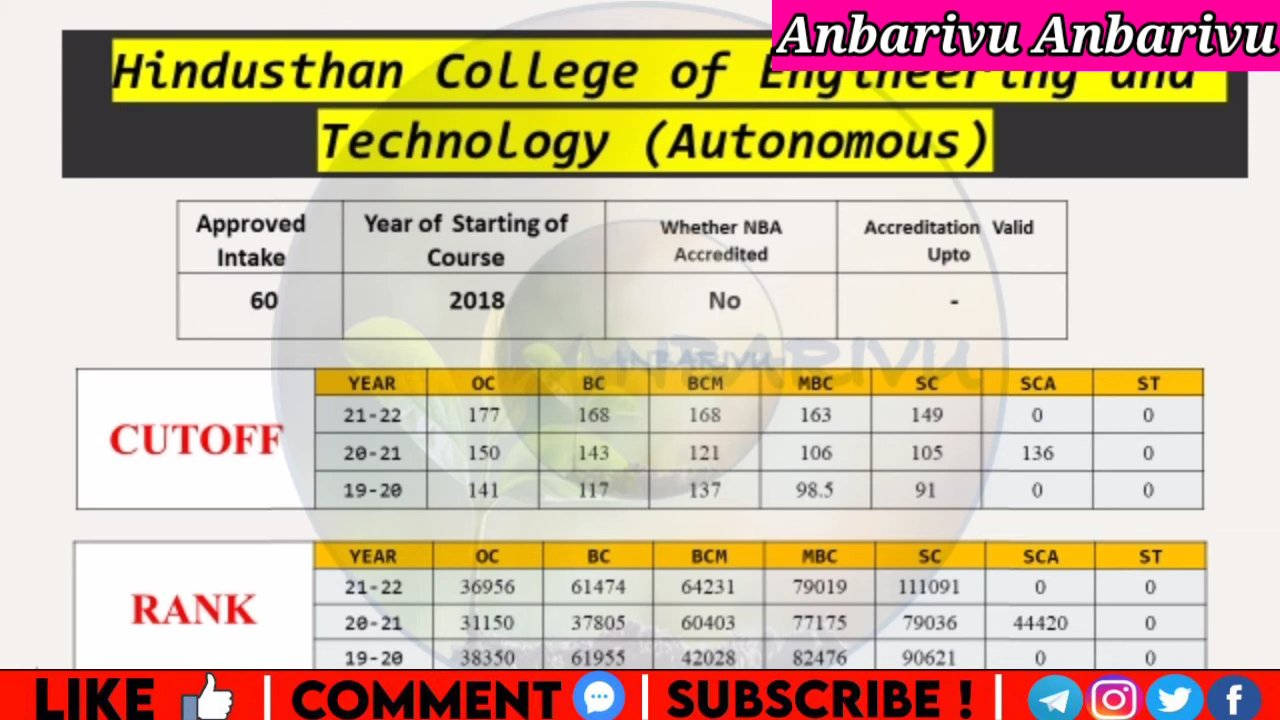 Anbarivu Anbarivu
Hindusthan College of Engineering and
Technology (Autonomous)
Approved Intake | Year of Starting of Course | Whether NBA Accredited | Accreditation Valid Upto
60 | 2018 | No | -
ANBARIVU
ANBARIVU
CUTOFF
YEAR OC BC BCM MBC SC SCA ST
21-22 177 168 168 163 149 0 0
20-21 150 143 121 106 105 136 0
19-20 141 117 137 98.5 91 0 0
RANK
YEAR OC BC BCM MBC SC SCA ST
21-22 36956 61474 64231 79019 111091 0 0
20-21 31150 37805 60403 77175 79036 44420 0
19-20 38350 61955 42028 82476 90621 0 0
LIKE | COMMENT | SUBSCRIBE ! |